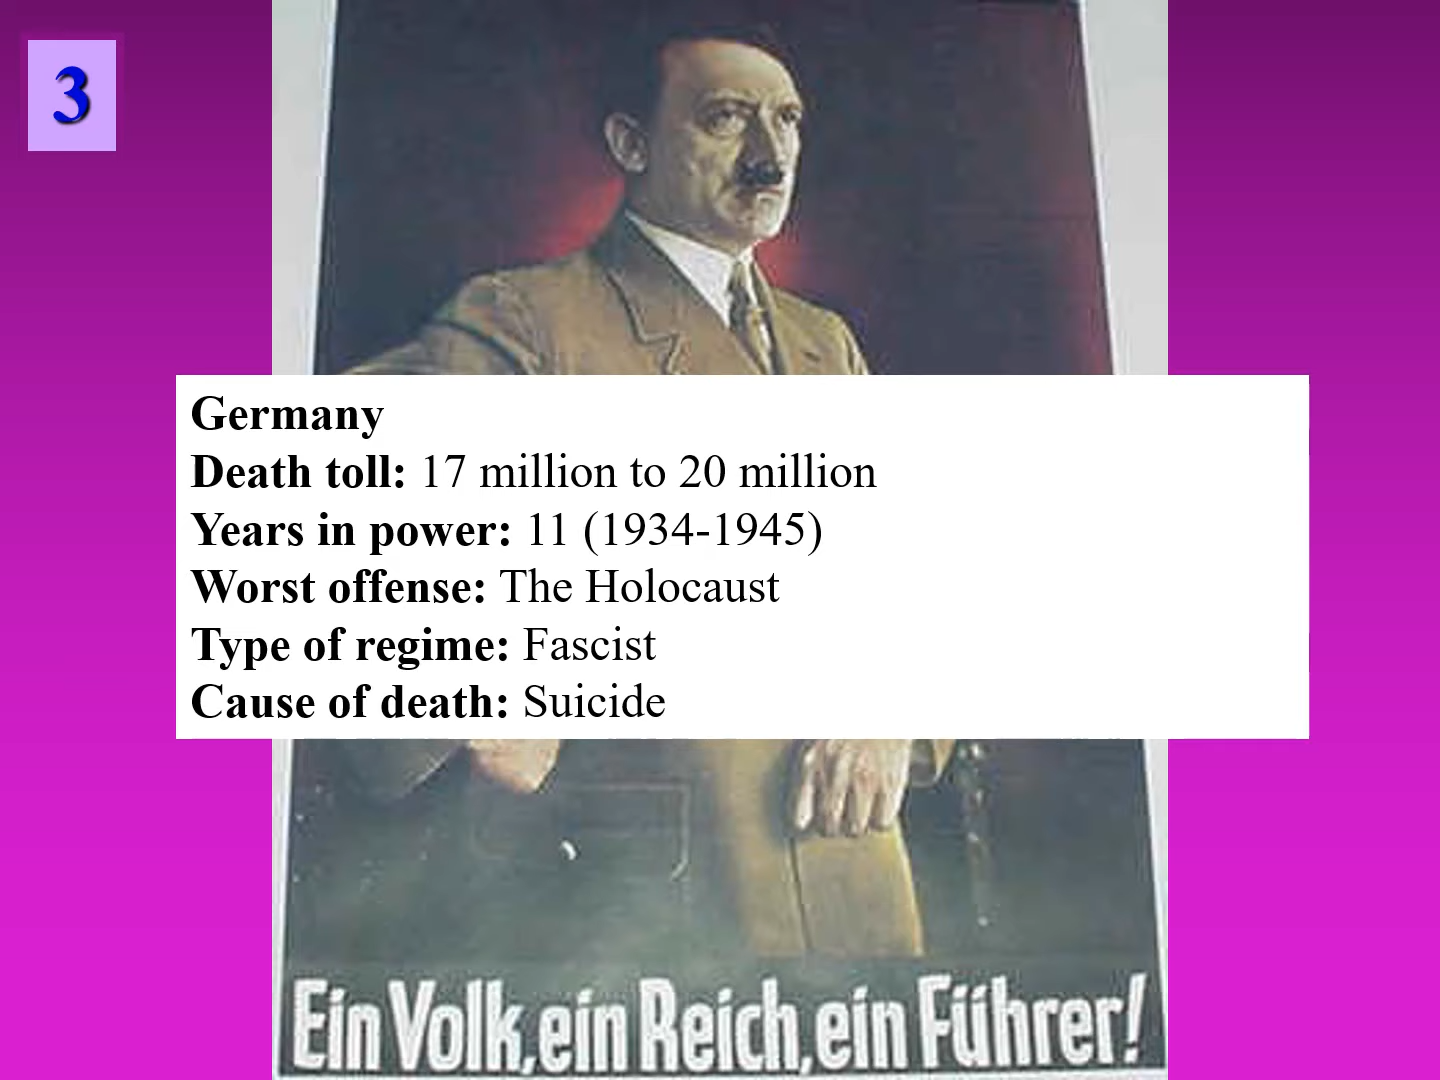 3
Germany
Death toll: 17 million to 20 million
Years in power: 11 (1934-1945)
Worst offense: The Holocaust
Type of regime: Fascist
Cause of death: Suicide
Ein Volk, ein Reich, ein Führer!